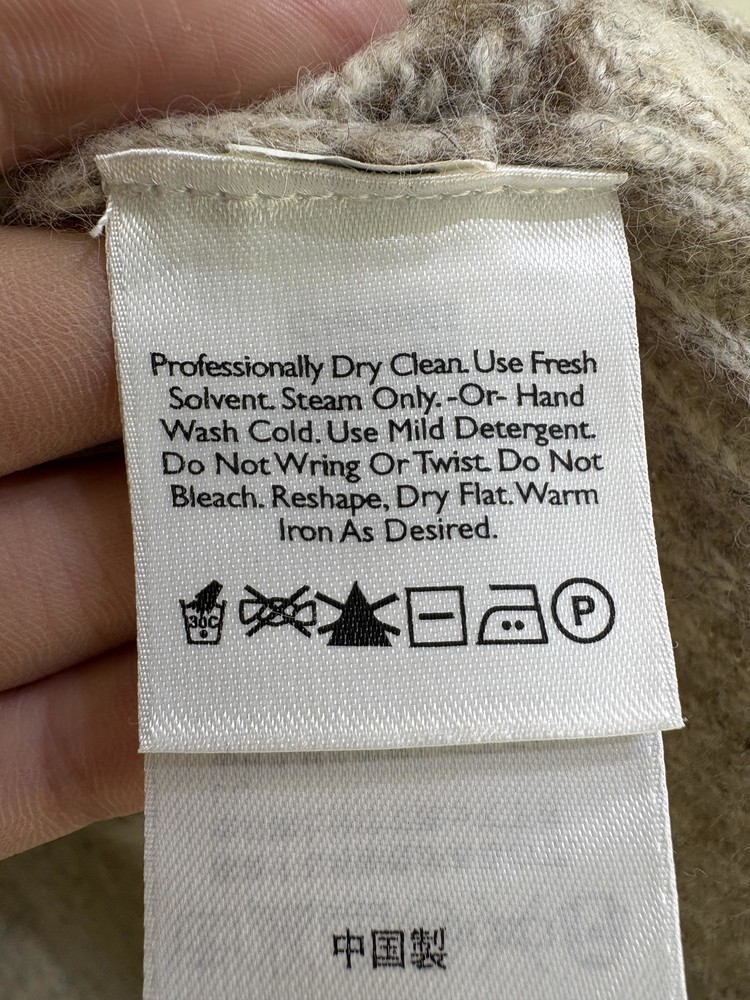 Professionally Dry Clean. Use Fresh
Solvent. Steam Only. -Or- Hand
Wash Cold. Use Mild Detergent.
Do Not Wring Or Twist. Do Not
Bleach. Reshape, Dry Flat. Warm
Iron As Desired.
30C P
中国製